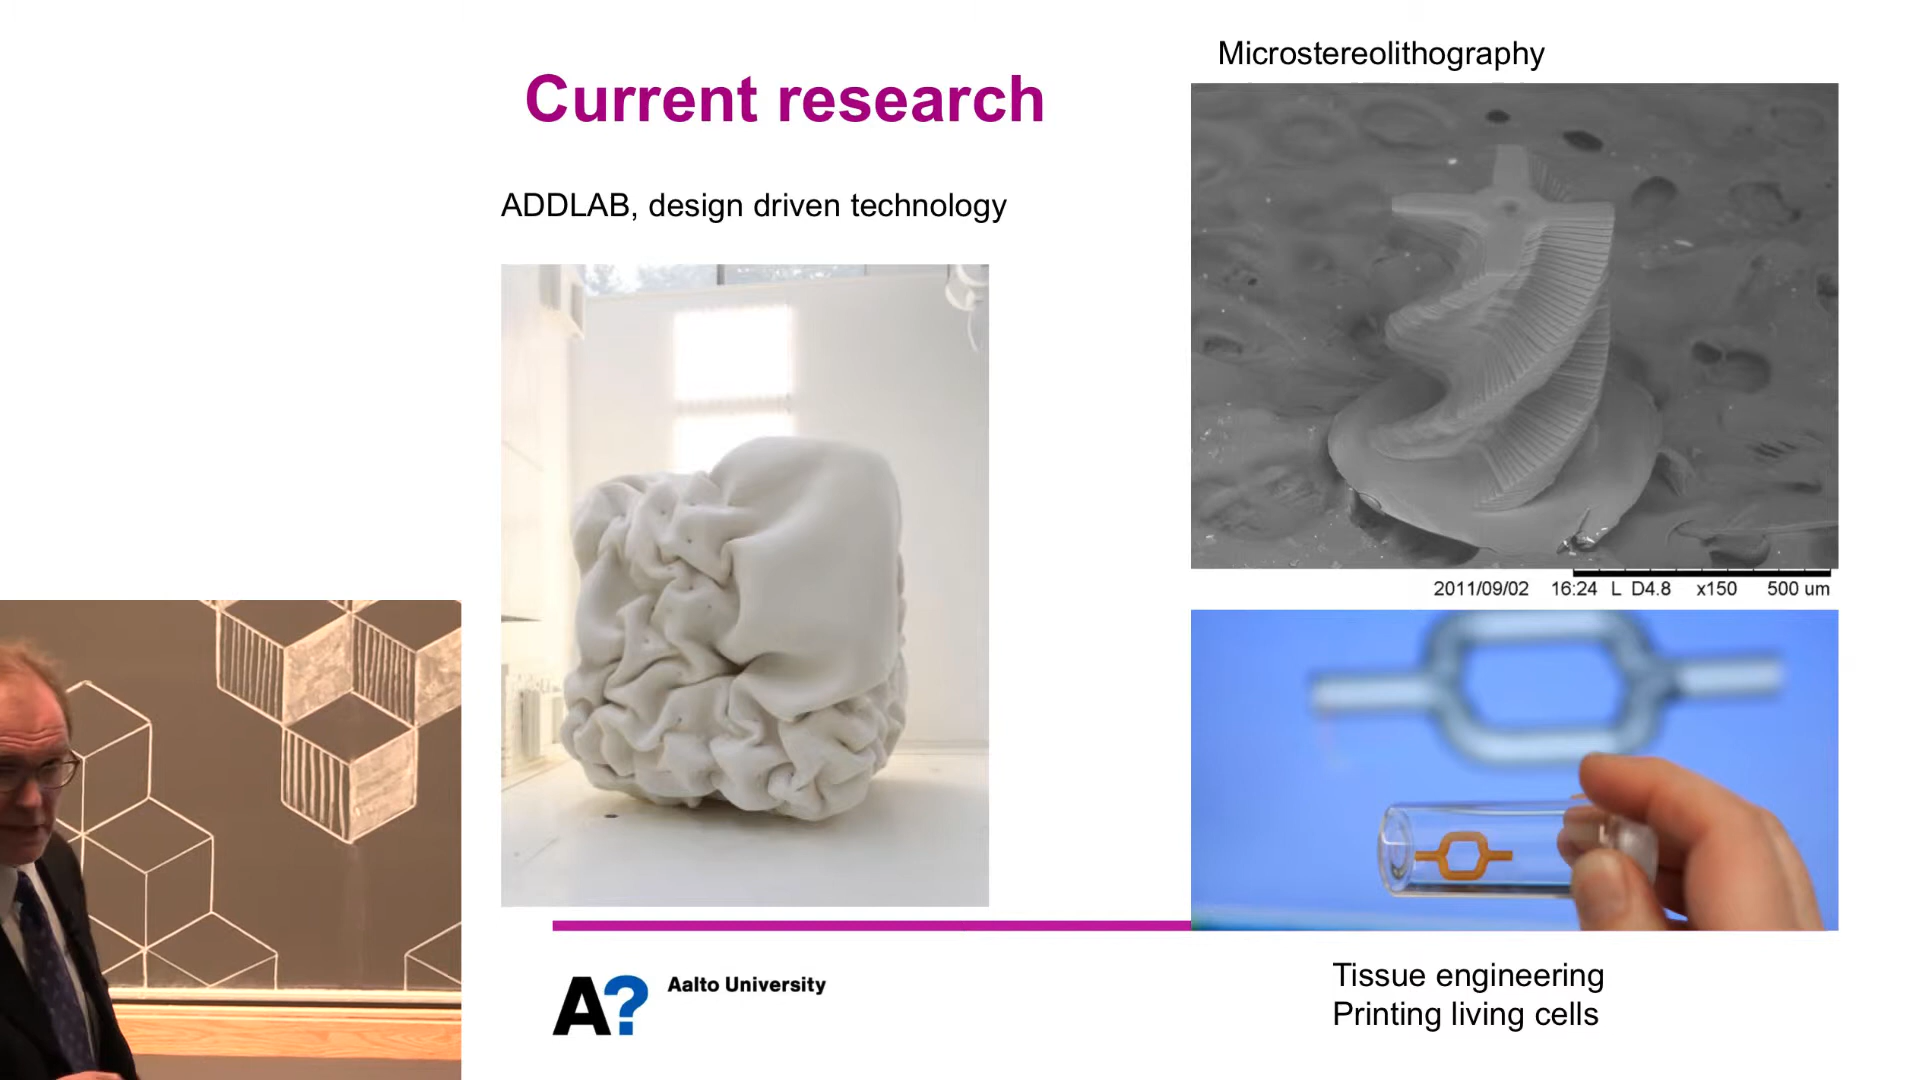 Current research
ADDLAB, design driven technology
Microstereolithography
2011/09/02 16:24 L D4.8 x150 500 um
Tissue engineering
Printing living cells
A? Aalto University